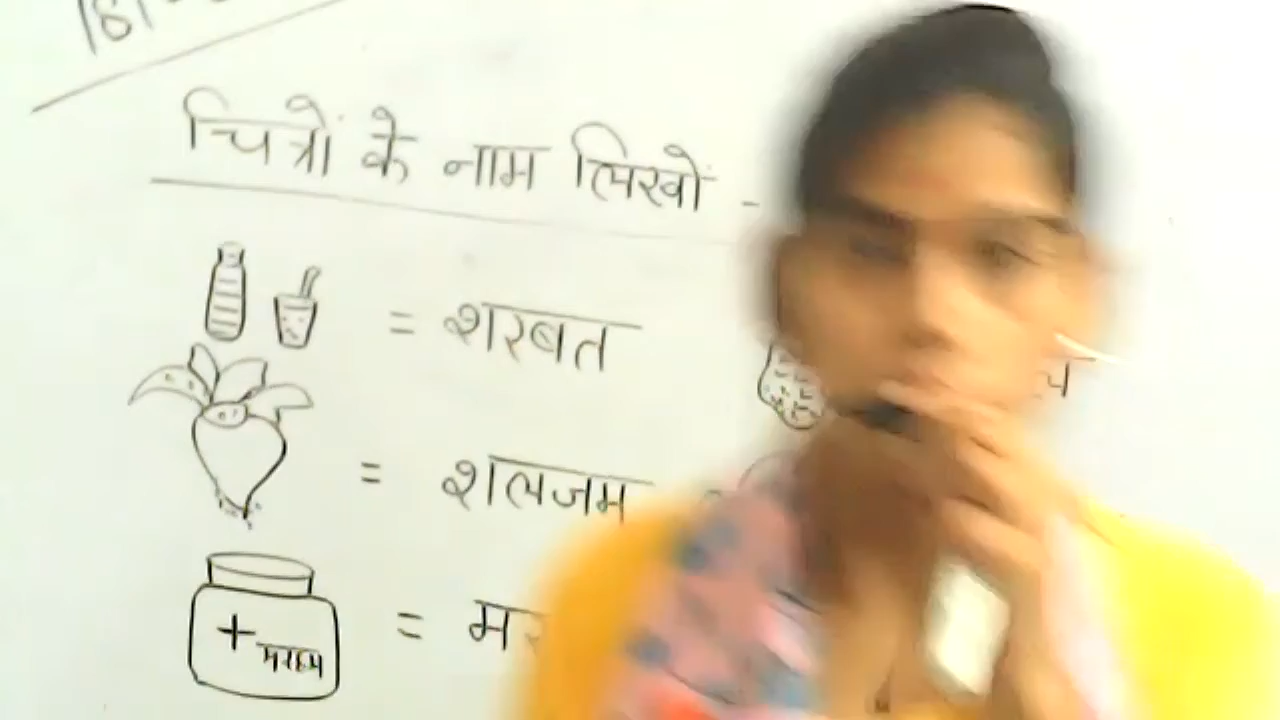 चित्रों के नाम लिखों -
= शरबत
= शलजम
+ मरहम
=